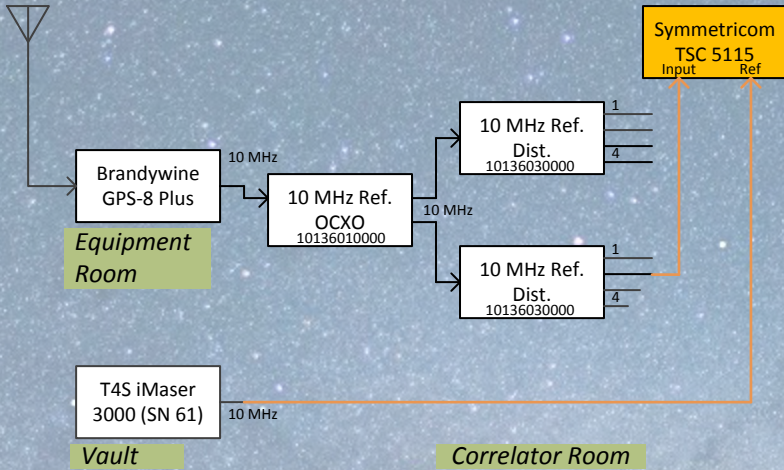 Symmetricom
TSC 5115
Input
Ref
10 MHz Ref.
Dist.
10136030000
1
4
Brandywine
GPS-8 Plus
10 MHz
10 MHz Ref.
OCXO
10136010000
10 MHz
Equipment
Room
10 MHz Ref.
Dist.
10136030000
1
4
T4S iMaser
3000 (SN 61)
10 MHz
Vault
Correlator Room